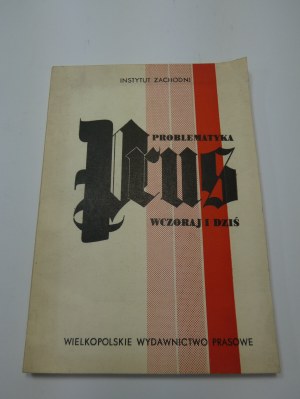 INSTYTUT ZACHODNI
PROBLEMATYKA
Prus
WCZORAJ I DZIŚ
WIELKOPOLSKIE WYDAWNICTWO PRASOWE